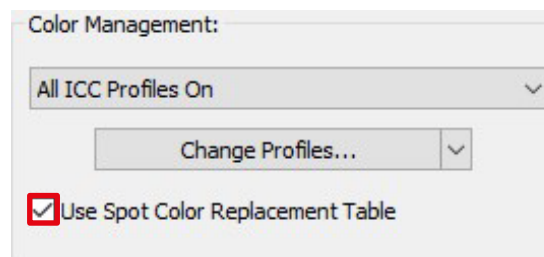 Color Management:
All ICC Profiles On
Change Profiles...
Use Spot Color Replacement Table